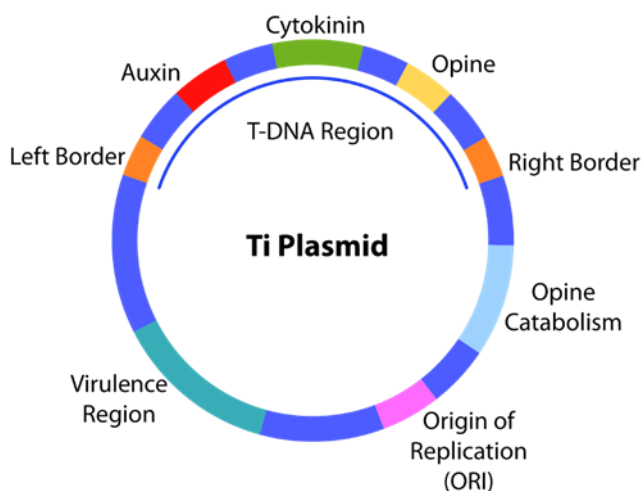 Cytokinin
Auxin
Opine
T-DNA Region
Left Border
Right Border
Ti Plasmid
Opine
Catabolism
Virulence
Region
Origin of
Replication
(ORI)